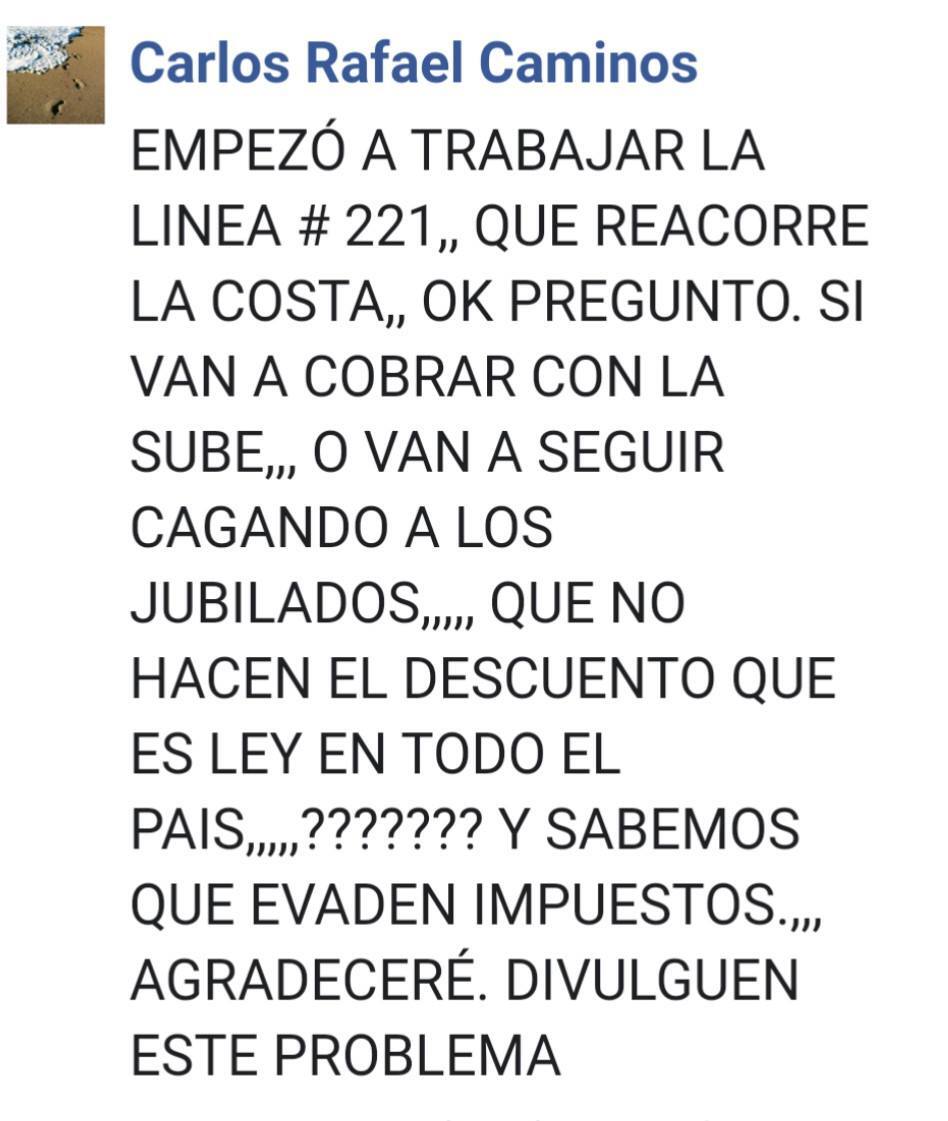 Carlos Rafael Caminos
EMPEZÓ A TRABAJAR LA
LINEA # 221,, QUE REACORRE
LA COSTA,, OK PREGUNTO. SI
VAN A COBRAR CON LA
SUBE,,, O VAN A SEGUIR
CAGANDO A LOS
JUBILADOS,,,,, QUE NO
HACEN EL DESCUENTO QUE
ES LEY EN TODO EL
PAIS,,,,,??????? Y SABEMOS
QUE EVADEN IMPUESTOS.,,,
AGRADECERÉ. DIVULGUEN
ESTE PROBLEMA